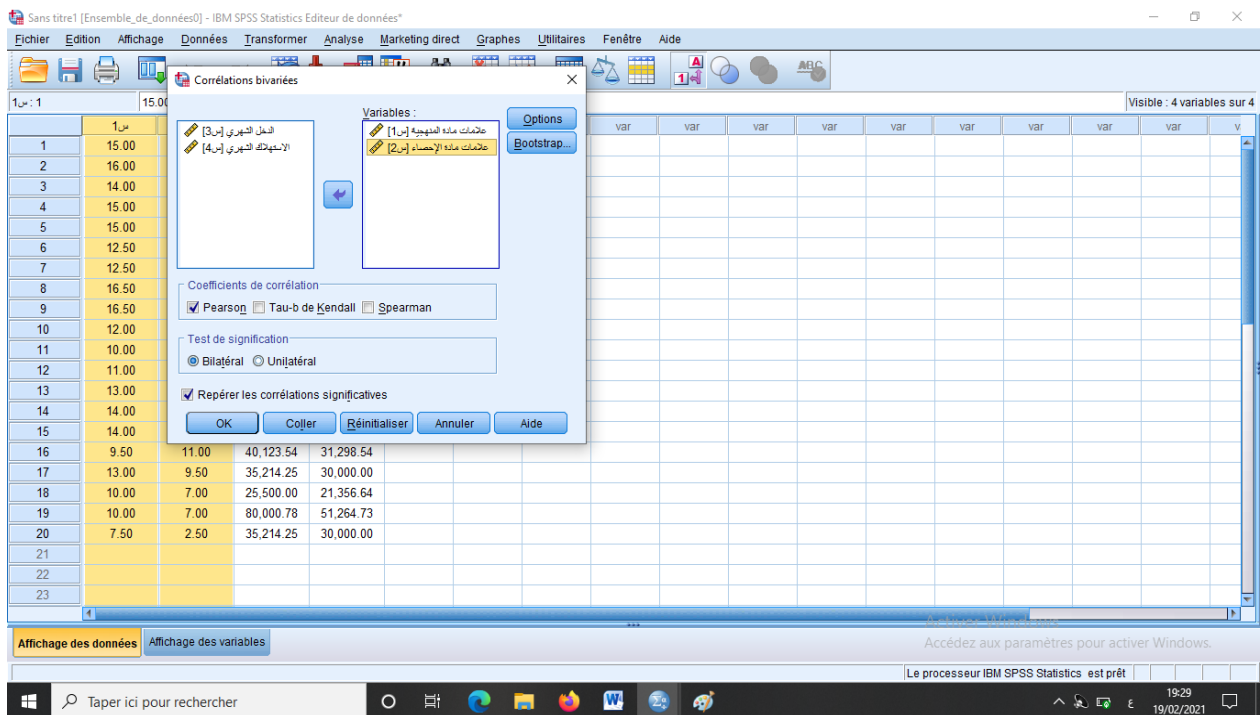 Sans titre1 [Ensemble_de_données0] - IBM SPSS Statistics Editeur de données*
Fichier Edition Affichage Données Transformer Analyse Marketing direct Graphes Utilitaires Fenêtre Aide
1س : 1 15.00 Visible : 4 variables sur 4
Corrélations bivariées
Variables :
الدخل الشهري [س3]
الاستهلاك الشهري [س4]
علامات مادة المنهجية [س1]
علامات مادة الإحصاء [س2]
Options
Bootstrap...
Coefficients de corrélation
Pearson Tau-b de Kendall Spearman
Test de signification
Bilatéral Unilatéral
Repérer les corrélations significatives
OK Coller Réinitialiser Annuler Aide
س1 var var var var var var var var var
1 15.00
2 16.00
3 14.00
4 15.00
5 15.00
6 12.50
7 12.50
8 16.50
9 16.50
10 12.00
11 10.00
12 11.00
13 13.00
14 14.00
15 14.00
16 9.50 11.00 40,123.54 31,298.54
17 13.00 9.50 35,214.25 30,000.00
18 10.00 7.00 25,500.00 21,356.64
19 10.00 7.00 80,000.78 51,264.73
20 7.50 2.50 35,214.25 30,000.00
21
22
23
Affichage des données Affichage des variables
Activer Windows
Accédez aux paramètres pour activer Windows.
Le processeur IBM SPSS Statistics est prêt
Taper ici pour rechercher
ع 19:29
19/02/2021